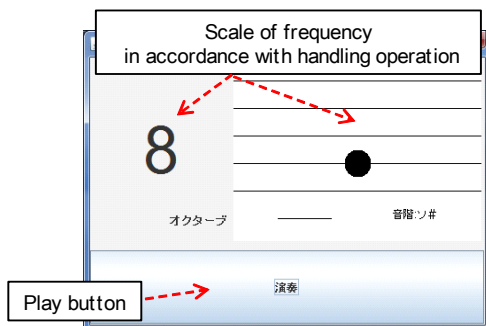 Scale of frequency
in accordance with handling operation
8
オクターブ
音階:ソ#
演奏
Play button